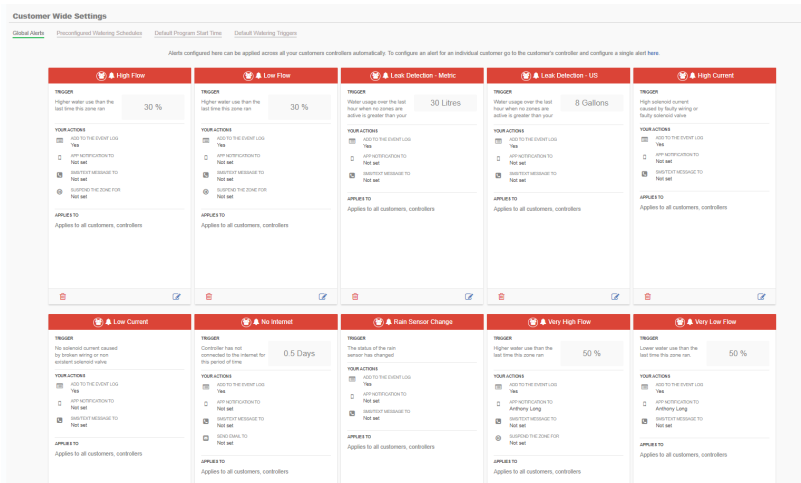 Customer Wide Settings
Global Alerts Preconfigured Watering Schedules Default Program Start Time Default Watering Triggers
Alerts configured here can be applied across all your customers controllers automatically. To configure an alert for an individual customer go to the customer's controller and configure a single alert here.
High Flow
TRIGGER
Higher water use than the
last time this zone ran
30 %
YOUR ACTIONS
ADD TO THE EVENT LOG
Yes
APP NOTIFICATION TO
Not set
SMS/TEXT MESSAGE TO
Not set
SUSPEND THE ZONE FOR
Not set
APPLIES TO
Applies to all customers, controllers
Low Flow
TRIGGER
Higher water use than the
last time this zone ran
30 %
YOUR ACTIONS
ADD TO THE EVENT LOG
Yes
APP NOTIFICATION TO
Not set
SMS/TEXT MESSAGE TO
Not set
SUSPEND THE ZONE FOR
Not set
APPLIES TO
Applies to all customers, controllers
Leak Detection - Metric
TRIGGER
Water usage over the last
hour when no zones are
active is greater than your
30 Litres
YOUR ACTIONS
ADD TO THE EVENT LOG
Yes
APP NOTIFICATION TO
Not set
SMS/TEXT MESSAGE TO
Not set
APPLIES TO
Applies to all customers, controllers
Leak Detection - US
TRIGGER
Water usage over the last
hour when no zones are
active is greater than your
8 Gallons
YOUR ACTIONS
ADD TO THE EVENT LOG
Yes
APP NOTIFICATION TO
Not set
SMS/TEXT MESSAGE TO
Not set
APPLIES TO
Applies to all customers, controllers
High Current
TRIGGER
High solenoid current
caused by faulty wiring or
faulty solenoid valve
YOUR ACTIONS
ADD TO THE EVENT LOG
Yes
APP NOTIFICATION TO
Not set
SMS/TEXT MESSAGE TO
Not set
APPLIES TO
Applies to all customers, controllers
Low Current
TRIGGER
No solenoid current caused
by broken wiring or non
existent solenoid valve
YOUR ACTIONS
ADD TO THE EVENT LOG
Yes
APP NOTIFICATION TO
Not set
SMS/TEXT MESSAGE TO
Not set
APPLIES TO
Applies to all customers, controllers
No Internet
TRIGGER
Controller has not
connected to the internet for
this period of time
0.5 Days
YOUR ACTIONS
ADD TO THE EVENT LOG
Yes
APP NOTIFICATION TO
Not set
SMS/TEXT MESSAGE TO
Not set
SEND EMAIL TO
Not set
APPLIES TO
Applies to all customers, controllers
Rain Sensor Change
TRIGGER
The status of the rain
sensor has changed
YOUR ACTIONS
ADD TO THE EVENT LOG
Yes
APP NOTIFICATION TO
Not set
SMS/TEXT MESSAGE TO
Not set
APPLIES TO
Applies to all customers, controllers
Very High Flow
TRIGGER
Higher water use than the
last time this zone ran
50 %
YOUR ACTIONS
ADD TO THE EVENT LOG
Yes
APP NOTIFICATION TO
Anthony Long
SMS/TEXT MESSAGE TO
Not set
SUSPEND THE ZONE FOR
Not set
APPLIES TO
Applies to all customers, controllers
Very Low Flow
TRIGGER
Lower water use than the
last time this zone ran
50 %
YOUR ACTIONS
ADD TO THE EVENT LOG
Yes
APP NOTIFICATION TO
Anthony Long
SMS/TEXT MESSAGE TO
Not set
APPLIES TO
Applies to all customers, controllers